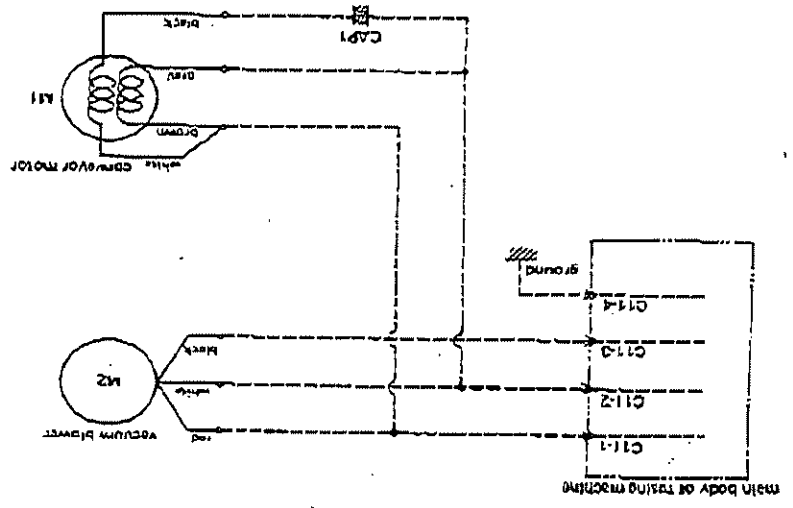 main body of fusing machine
C11-1
C11-2
C11-3
C11-4
ground
red
white
black
vacuum blower
M2
conveyor motor
white
brown
M1
gray
CAP1
black